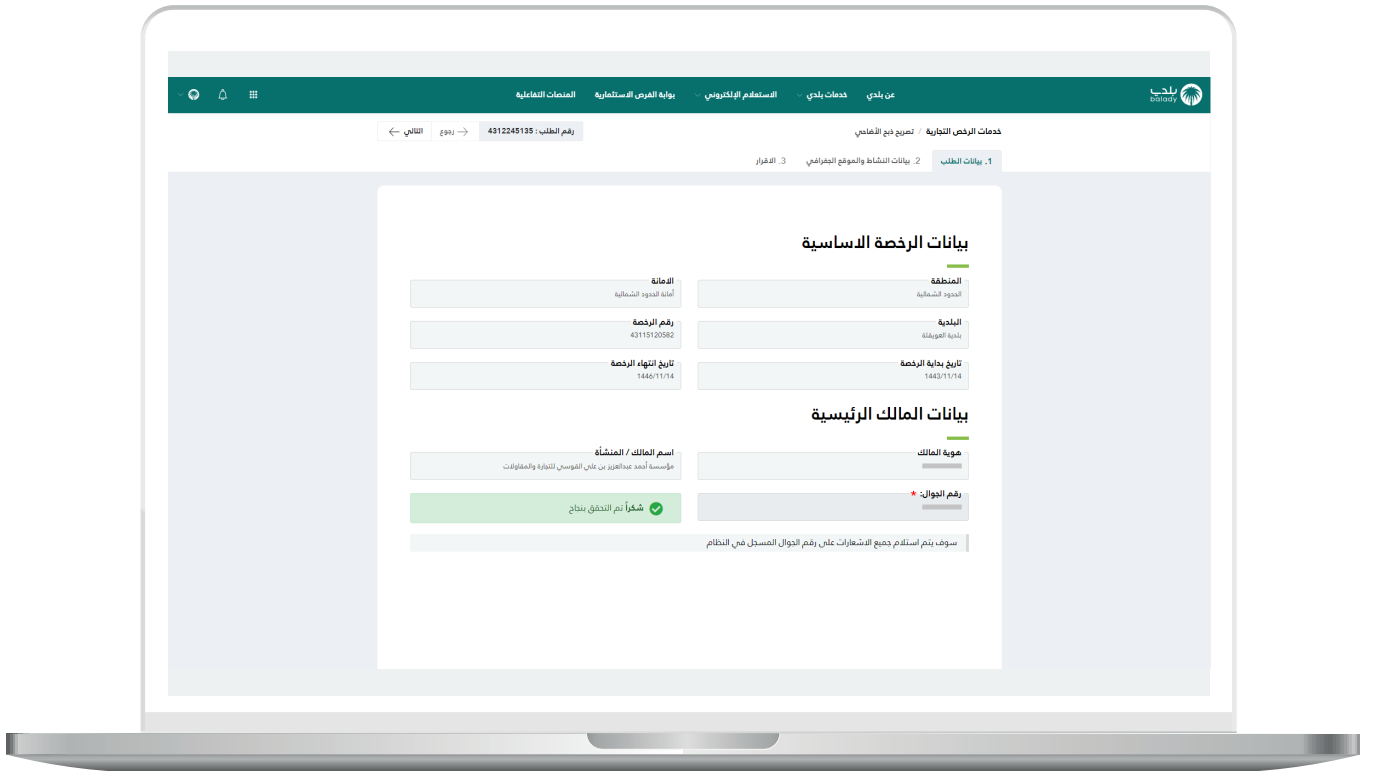 بلدي
balady
عن بلدي
خدمات بلدي
الاستعلام الإلكتروني
بوابة الفرص الاستثمارية
المنصات التفاعلية
خدمات الرخص التجارية / تصريح ذبح الأضاحي
رقم الطلب : 4312245135
رجوع
التالي
1. بيانات الطلب
2. بيانات النشاط والموقع الجغرافي
3. الاقرار
بيانات الرخصة الاساسية
المنطقة
الحدود الشمالية
الامانة
أمانة الحدود الشمالية
البلدية
بلدية العويقلة
رقم الرخصة
43115120582
تاريخ بداية الرخصة
1443/11/14
تاريخ انتهاء الرخصة
1446/11/14
بيانات المالك الرئيسية
هوية المالك
اسم المالك / المنشأة
مؤسسة أحمد عبدالعزيز بن علي القوسي للتجارة والمقاولات
رقم الجوال: *
شكراً تم التحقق بنجاح
سوف يتم استلام جميع الاشعارات على رقم الجوال المسجل في النظام